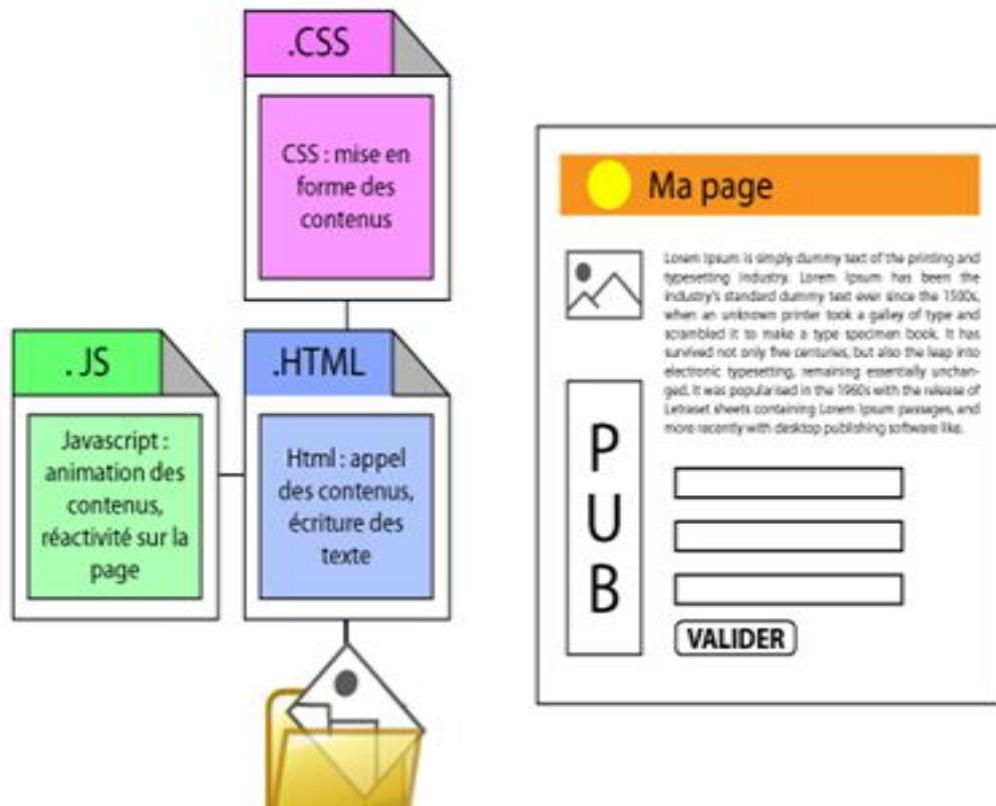 .CSS
CSS : mise en
forme des
contenus
. JS
Javascript :
animation des
contenus,
réactivité sur la
page
.HTML
Html : appel
des contenus,
écriture des
texte
Ma page
Lorem Ipsum is simply dummy text of the printing and
typesetting industry. Lorem Ipsum has been the
industry's standard dummy text ever since the 1500s,
when an unknown printer took a galley of type and
scrambled it to make a type specimen book. It has
survived not only five centuries, but also the leap into
electronic typesetting, remaining essentially unchan-
ged. It was popularised in the 1960s with the release of
Letraset sheets containing Lorem Ipsum passages, and
more recently with desktop publishing software like.
P
U
B
VALIDER